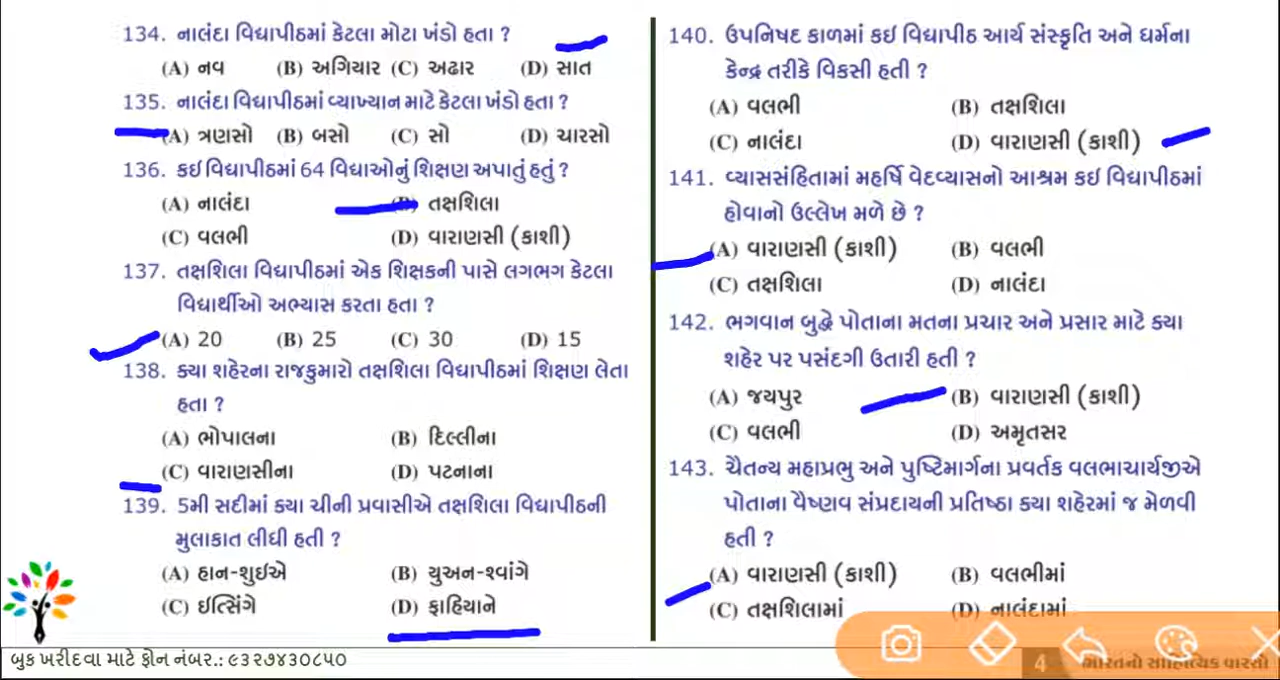 134. નાલંદા વિદ્યાપીઠમાં કેટલા મોટા ખંડો હતા ?
(A) નવ (B) અગિયાર (C) અઢાર (D) સાત
135. નાલંદા વિદ્યાપીઠમાં વ્યાખ્યાન માટે કેટલા ખંડો હતા ?
(A) ત્રણસો (B) બસો (C) સો (D) ચારસો
136. કઇ વિદ્યાપીઠમાં 64 વિદ્યાઓનું શિક્ષણ અપાતું હતું ?
(A) નાલંદા (B) તક્ષશિલા
(C) વલભી (D) વારાણસી (કાશી)
137. તક્ષશિલા વિદ્યાપીઠમાં એક શિક્ષકની પાસે લગભગ કેટલા
વિદ્યાર્થીઓ અભ્યાસ કરતા હતા ?
(A) 20 (B) 25 (C) 30 (D) 15
138. ક્યા શહેરના રાજકુમારો તક્ષશિલા વિદ્યાપીઠમાં શિક્ષણ લેતા
હતા ?
(A) ભોપાલના (B) દિલ્લીના
(C) વારાણસીના (D) પટનાના
139. 5મી સદીમાં ક્યા ચીની પ્રવાસીએ તક્ષશિલા વિદ્યાપીઠની
મુલાકાત લીધી હતી ?
(A) હાન-શુઇએ (B) યુઅન-શ્વાંગે
(C) ઇત્સિંગે (D) ફાહિયાને
140. ઉપનિષદ કાળમાં કઇ વિદ્યાપીઠ આર્ય સંસ્કૃતિ અને ધર્મના
કેન્દ્ર તરીકે વિકસી હતી ?
(A) વલભી (B) તક્ષશિલા
(C) નાલંદા (D) વારાણસી (કાશી)
141. વ્યાસસંહિતામાં મહર્ષિ વેદવ્યાસનો આશ્રમ કઇ વિદ્યાપીઠમાં
હોવાનો ઉલ્લેખ મળે છે ?
(A) વારાણસી (કાશી) (B) વલભી
(C) તક્ષશિલા (D) નાલંદા
142. ભગવાન બુદ્ધે પોતાના મતના પ્રચાર અને પ્રસાર માટે ક્યા
શહેર પર પસંદગી ઉતારી હતી ?
(A) જયપુર (B) વારાણસી (કાશી)
(C) વલભી (D) અમૃતસર
143. ચૈતન્ય મહાપ્રભુ અને પુષ્ટિમાર્ગના પ્રવર્તક વલભાચાર્યજીએ
પોતાના વૈષ્ણવ સંપ્રદાયની પ્રતિષ્ઠા ક્યા શહેરમાં જ મેળવી
હતી ?
(A) વારાણસી (કાશી) (B) વલભીમાં
(C) તક્ષશિલામાં (D) નાલંદામાં
બુક ખરીદવા માટે ફોન નંબર.: ૯૩૨૭૪૩૦૮૫૦ 4 ભારતનો સાહિત્યિક વારસો